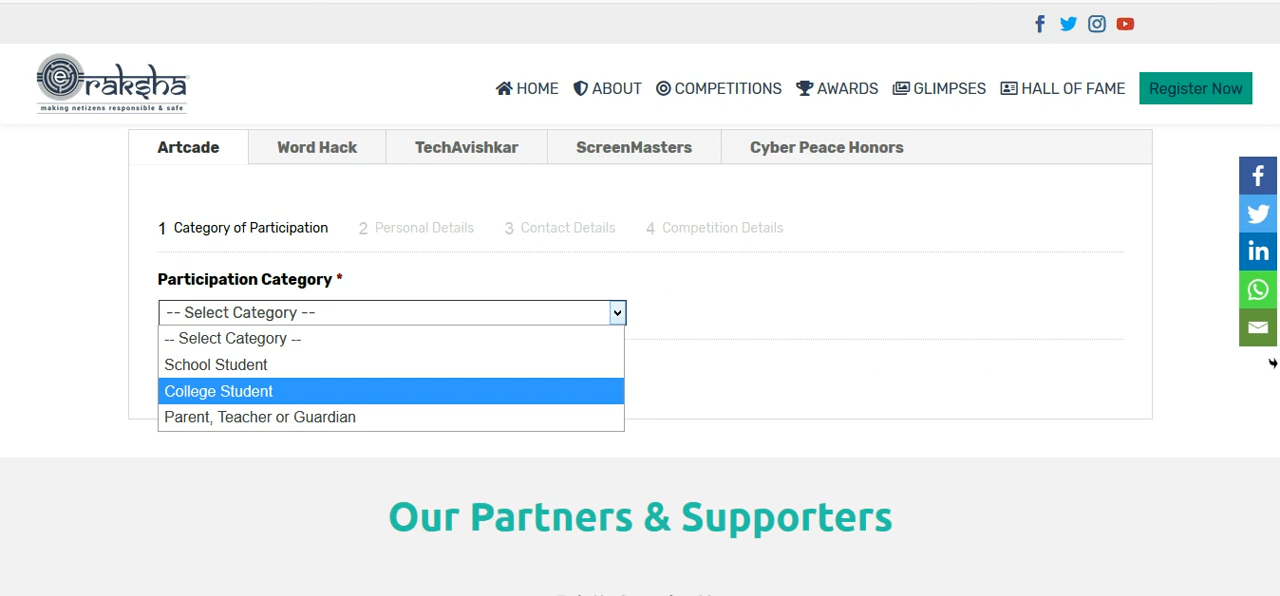 eraksha
making netizens responsible & safe
HOME ABOUT COMPETITIONS AWARDS GLIMPSES HALL OF FAME Register Now
Artcade Word Hack TechAvishkar ScreenMasters Cyber Peace Honors
1 Category of Participation 2 Personal Details 3 Contact Details 4 Competition Details
Participation Category *
-- Select Category --
-- Select Category --
School Student
College Student
Parent, Teacher or Guardian
Our Partners & Supporters